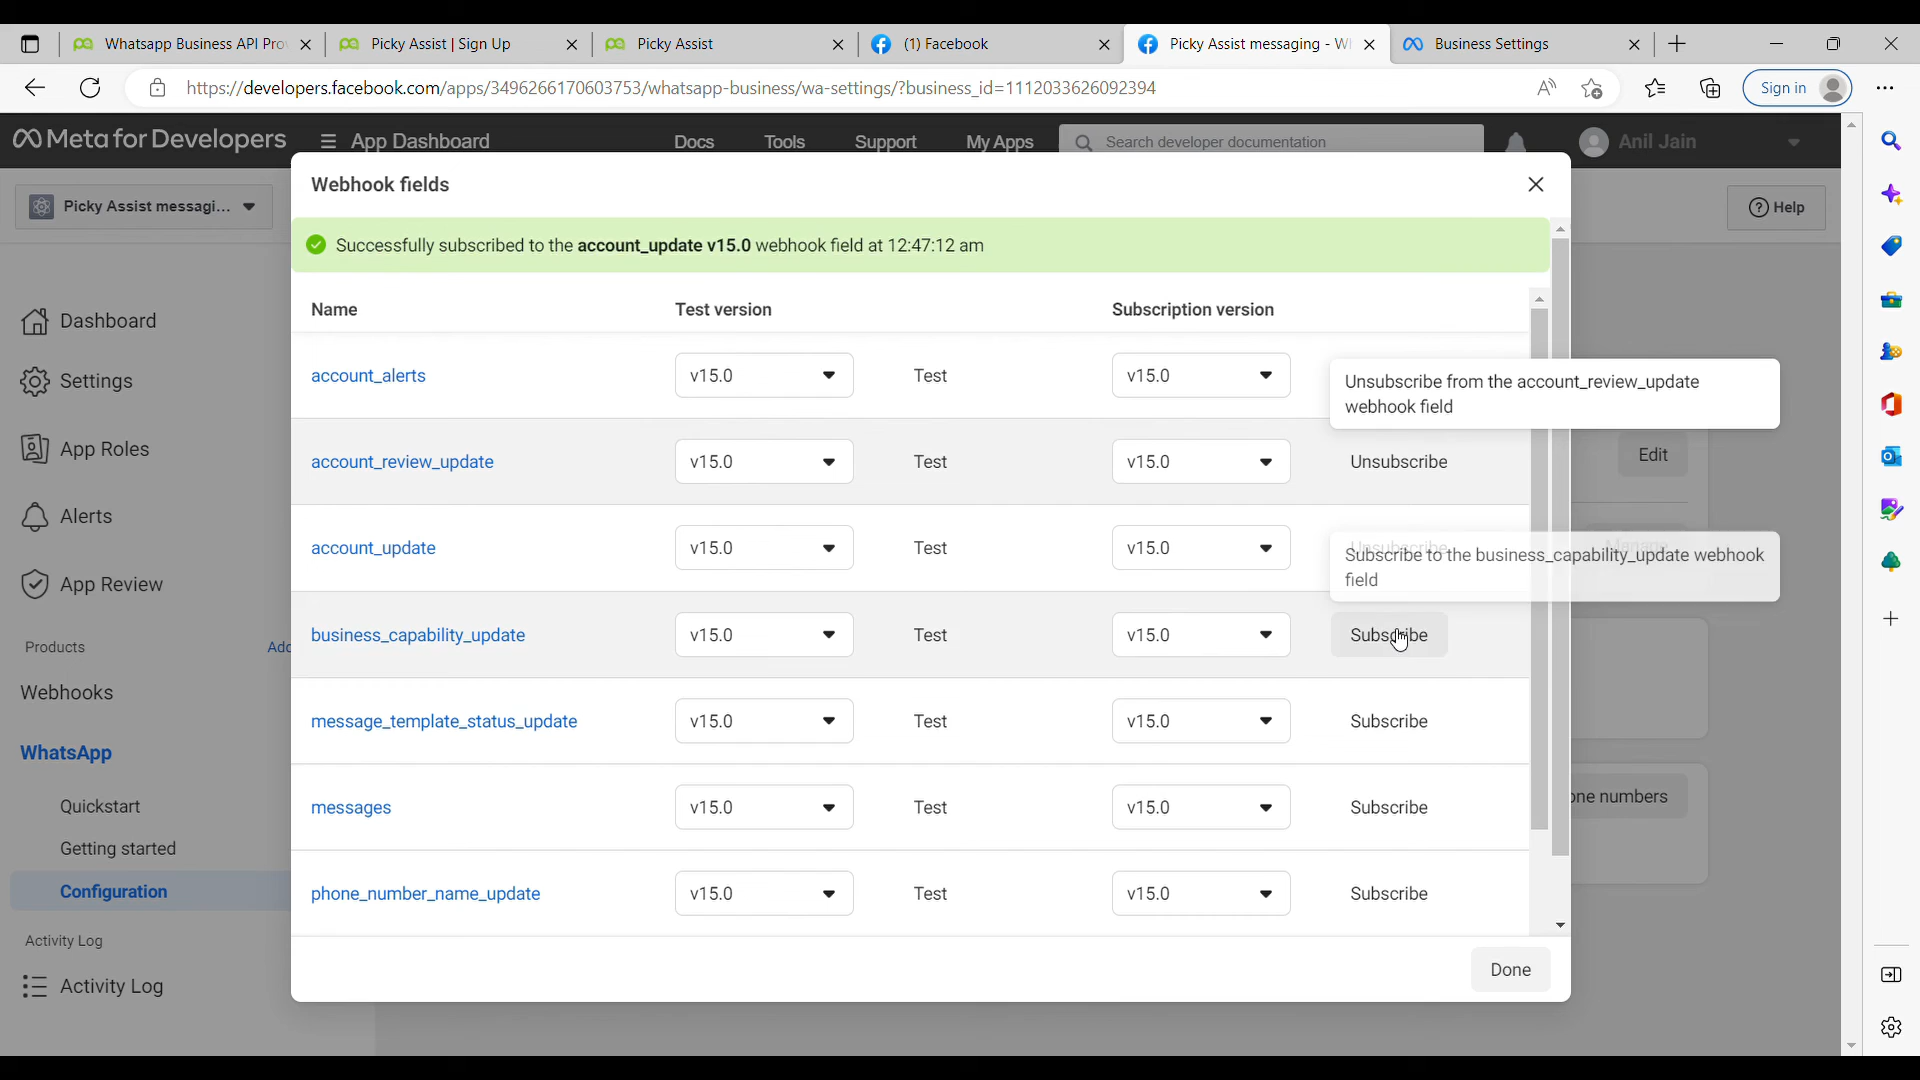 Whatsapp Business API Pro
Picky Assist | Sign Up
Picky Assist
(1) Facebook
Picky Assist messaging - W
Business Settings
https://developers.facebook.com/apps/3496266170603753/whatsapp-business/wa-settings/?business_id=1112033626092394
Sign in
Meta for Developers
App Dashboard
Docs
Tools
Support
My Apps
Search developer documentation
Anil Jain
Picky Assist messagi...
Help
Webhook fields
Successfully subscribed to the account_update v15.0 webhook field at 12:47:12 am
Name
Test version
Subscription version
account_alerts
v15.0
Test
v15.0
Unsubscribe from the account_review_update
webhook field
account_review_update
v15.0
Test
v15.0
Unsubscribe
Edit
account_update
v15.0
Test
v15.0
Unsubscribe
Manage
Subscribe to the business_capability_update webhook
field
business_capability_update
v15.0
Test
v15.0
Subscribe
message_template_status_update
v15.0
Test
v15.0
Subscribe
messages
v15.0
Test
v15.0
Subscribe
one numbers
phone_number_name_update
v15.0
Test
v15.0
Subscribe
Done
Dashboard
Settings
App Roles
Alerts
App Review
Products
Add
Webhooks
WhatsApp
Quickstart
Getting started
Configuration
Activity Log
Activity Log